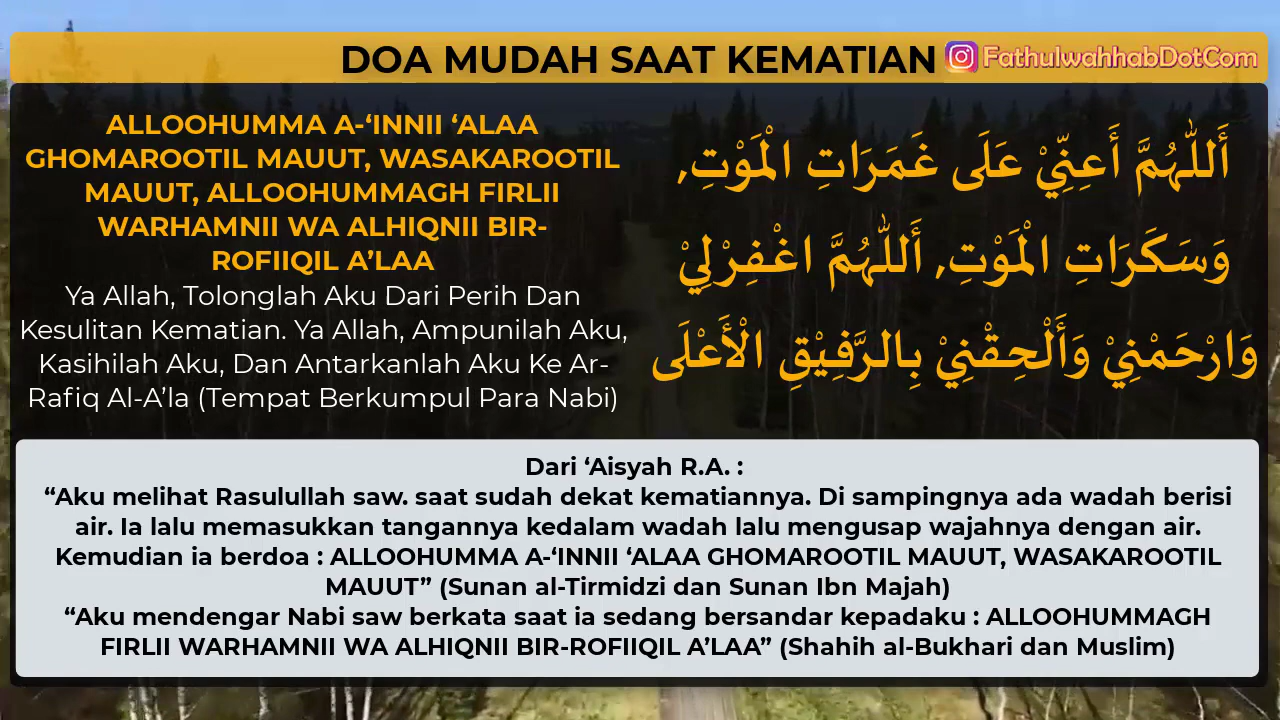 DOA MUDAH SAAT KEMATIAN
FathulwahhabDotCom
ALLOOHUMMA A-‘INNII ‘ALAA
GHOMAROOTIL MAUUT, WASAKAROOTIL
MAUUT, ALLOOHUMMAGH FIRLII
WARHAMNII WA ALHIQNII BIR-
ROFIIQIL A’LAA
Ya Allah, Tolonglah Aku Dari Perih Dan
Kesulitan Kematian. Ya Allah, Ampunilah Aku,
Kasihilah Aku, Dan Antarkanlah Aku Ke Ar-
Rafiq Al-A’la (Tempat Berkumpul Para Nabi)
أَللّٰهُمَّ أَعِنِّيْ عَلَى غَمَرَاتِ الْمَوْتِ,
وَسَكَرَاتِ الْمَوْتِ, أَللّٰهُمَّ اغْفِرْلِيْ
وَارْحَمْنِيْ وَأَلْحِقْنِيْ بِالرَّفِيْقِ الْأَعْلَى
Dari ‘Aisyah R.A. :
“Aku melihat Rasulullah saw. saat sudah dekat kematiannya. Di sampingnya ada wadah berisi
air. Ia lalu memasukkan tangannya kedalam wadah lalu mengusap wajahnya dengan air.
Kemudian ia berdoa : ALLOOHUMMA A-‘INNII ‘ALAA GHOMAROOTIL MAUUT, WASAKAROOTIL
MAUUT” (Sunan al-Tirmidzi dan Sunan Ibn Majah)
“Aku mendengar Nabi saw berkata saat ia sedang bersandar kepadaku : ALLOOHUMMAGH
FIRLII WARHAMNII WA ALHIQNII BIR-ROFIIQIL A’LAA” (Shahih al-Bukhari dan Muslim)